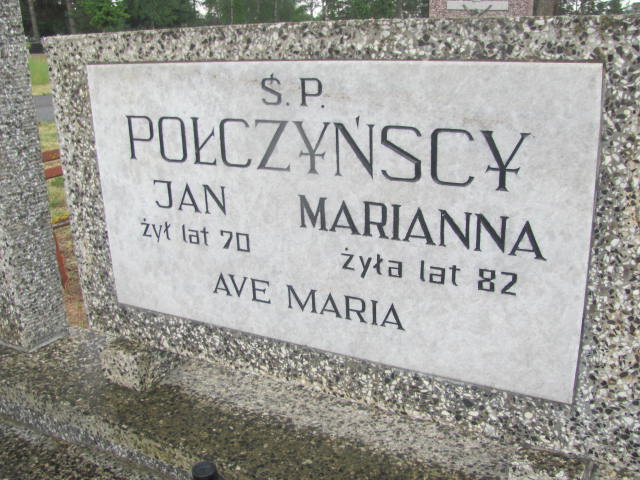 Ś.P.
POŁCZYŃSCY
JAN MARIANNA
żył lat 70 żyła lat 82
AVE MARIA